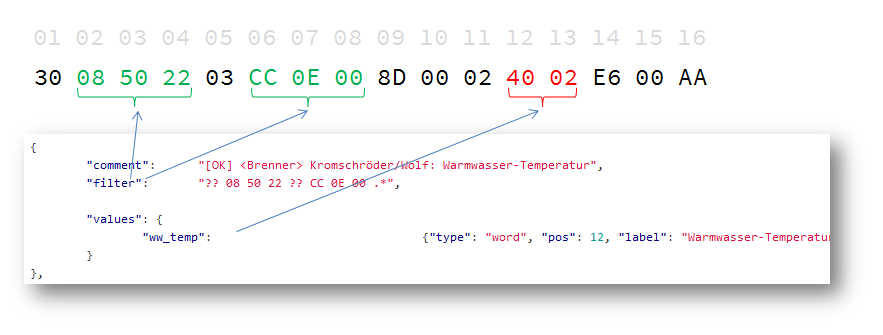 01 02 03 04 05 06 07 08 09 10 11 12 13 14 15 16
30 08 50 22 03 CC 0E 00 8D 00 02 40 02 E6 00 AA
{
"comment": "[OK] <Brenner> Kromschröder/Wolf: Warmwasser-Temperatur",
"filter": "?? 08 50 22 ?? CC 0E 00 .*",
"values": {
"ww_temp": {"type": "word", "pos": 12, "label": "Warmwasser-Temperatur
}
},